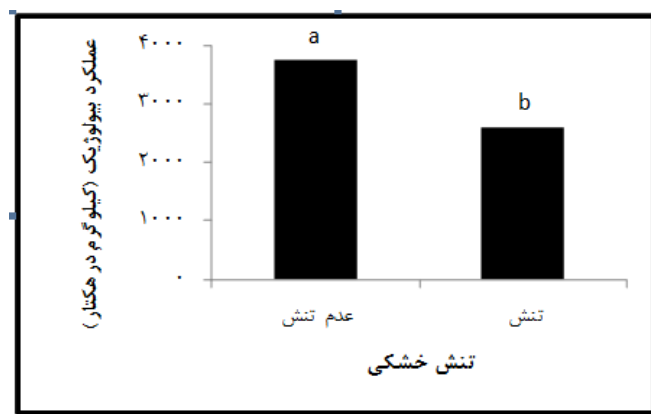 عملکرد بیولوژیک (کیلوگرم در هکتار)
۴۰۰۰
۳۰۰۰
۲۰۰۰
۱۰۰۰
۰
a
b
عدم تنش
تنش
تنش خشکی